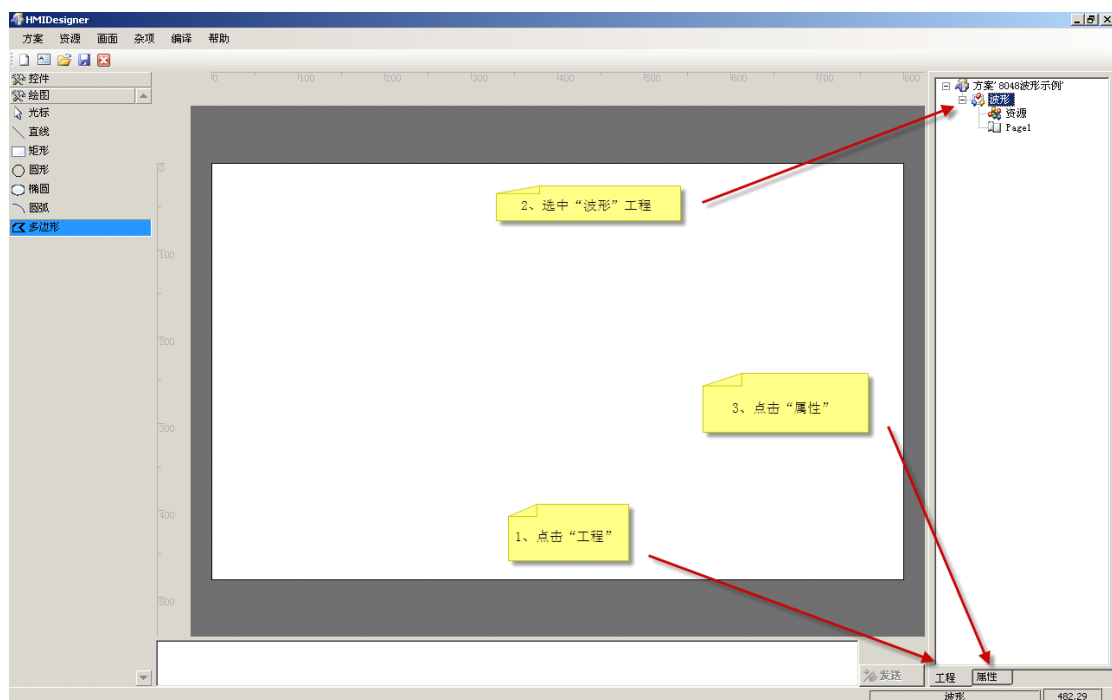 HMIDesigner
方案 资源 画面 杂项 编译 帮助
控件
绘图
光标
直线
矩形
圆形
椭圆
圆弧
多边形
0 100 200 300 400 500 600 700 800
0
100
200
300
400
500
2、选中“波形”工程
3、点击“属性”
1、点击“工程”
方案'8048波形示例'
波形
资源
Page1
发送
工程 属性
波形 482.29